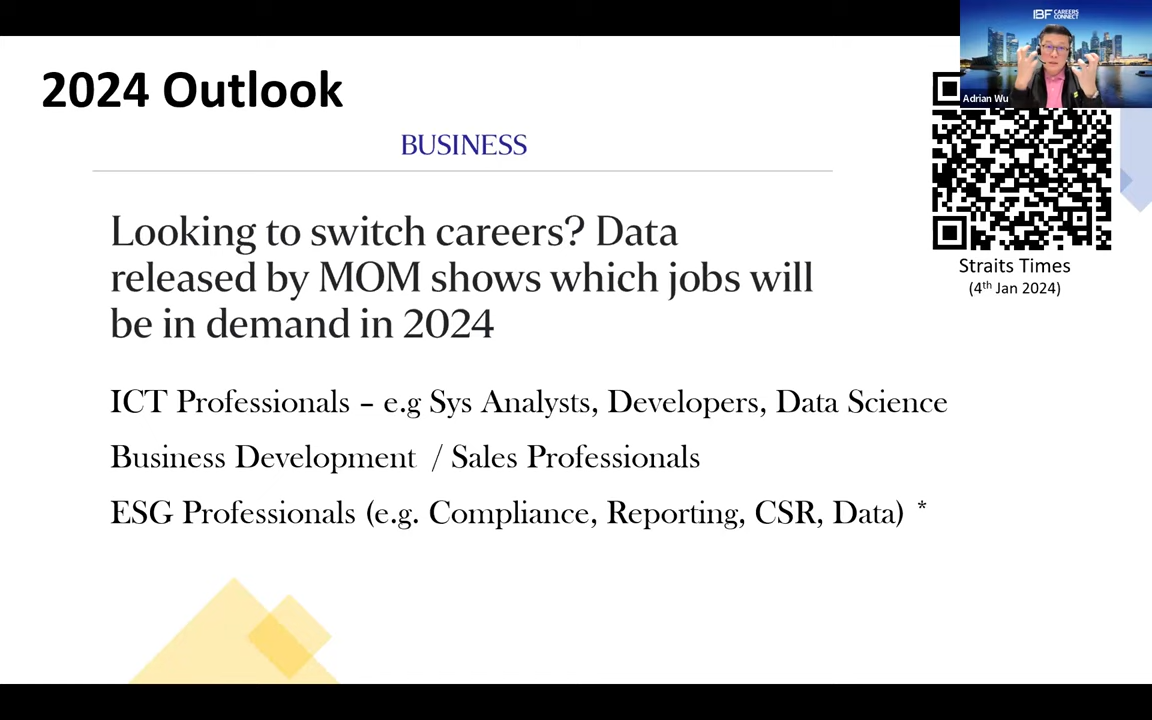 IBF CAREERS
CONNECT
Adrian Wu
2024 Outlook
BUSINESS
Looking to switch careers? Data
released by MOM shows which jobs will
be in demand in 2024
Straits Times
(4th Jan 2024)
ICT Professionals – e.g Sys Analysts, Developers, Data Science
Business Development / Sales Professionals
ESG Professionals (e.g. Compliance, Reporting, CSR, Data) *